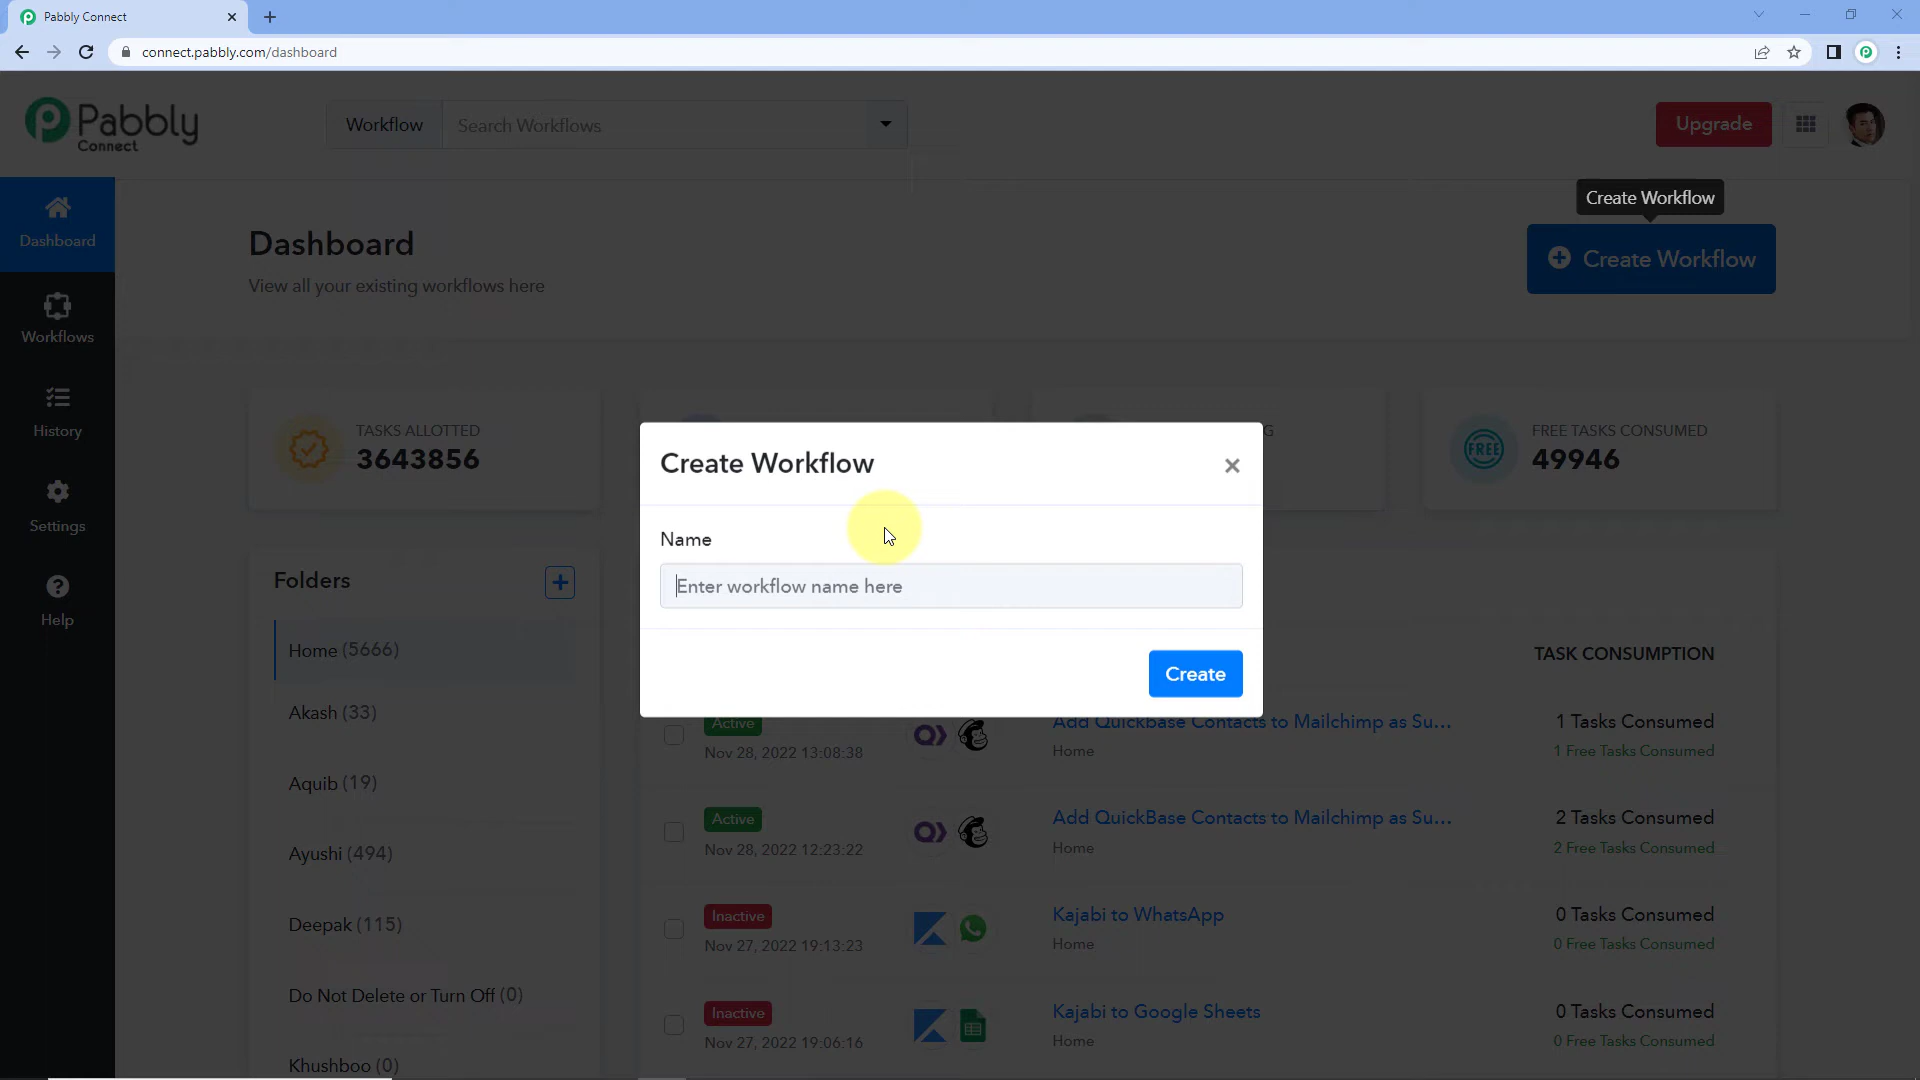 Pabbly Connect
connect.pabbly.com/dashboard
Pabbly
Connect
Workflow
Search Workflows
Upgrade
Create Workflow
Create Workflow
Dashboard
View all your existing workflows here
Dashboard
Workflows
History
Settings
Help
TASKS ALLOTTED
3643856
G
FREE TASKS CONSUMED
49946
FREE
Create Workflow
Name
Enter workflow name here
Create
Folders
Home (5666)
Akash (33)
Aquib (19)
Ayushi (494)
Deepak (115)
Do Not Delete or Turn Off (0)
Khushboo (0)
TASK CONSUMPTION
Active
Nov 28, 2022 13:08:38
Add Quickbase Contacts to Mailchimp as Su...
Home
1 Tasks Consumed
1 Free Tasks Consumed
Active
Nov 28, 2022 12:23:22
Add QuickBase Contacts to Mailchimp as Su...
Home
2 Tasks Consumed
2 Free Tasks Consumed
Inactive
Nov 27, 2022 19:13:23
Kajabi to WhatsApp
Home
0 Tasks Consumed
0 Free Tasks Consumed
Inactive
Nov 27, 2022 19:06:16
Kajabi to Google Sheets
Home
0 Tasks Consumed
0 Free Tasks Consumed